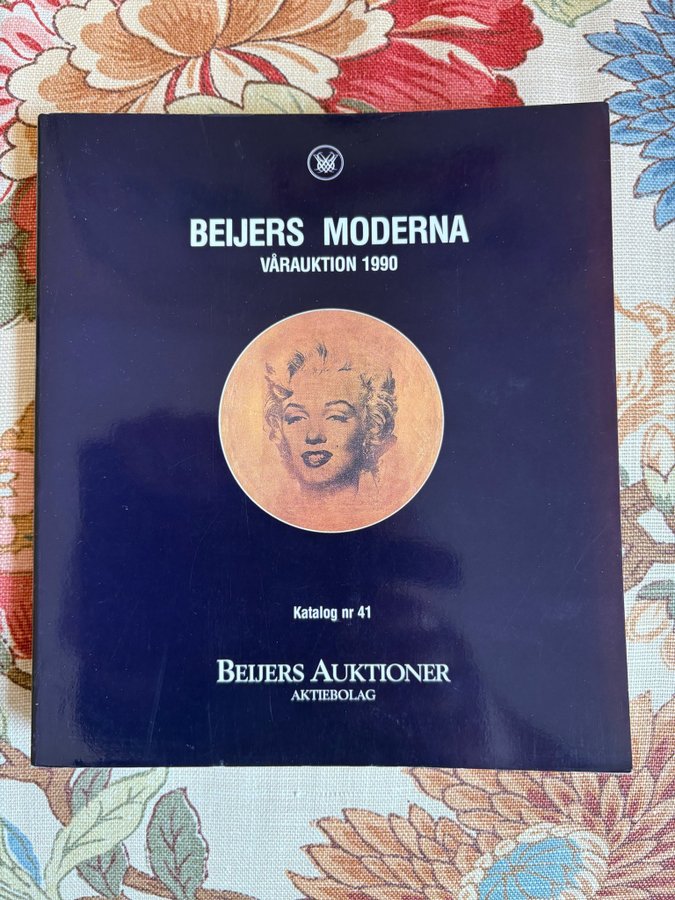 BEIJERS MODERNA
VÅRAUKTION 1990
Katalog nr 41
BEIJERS AUKTIONER
AKTIEBOLAG